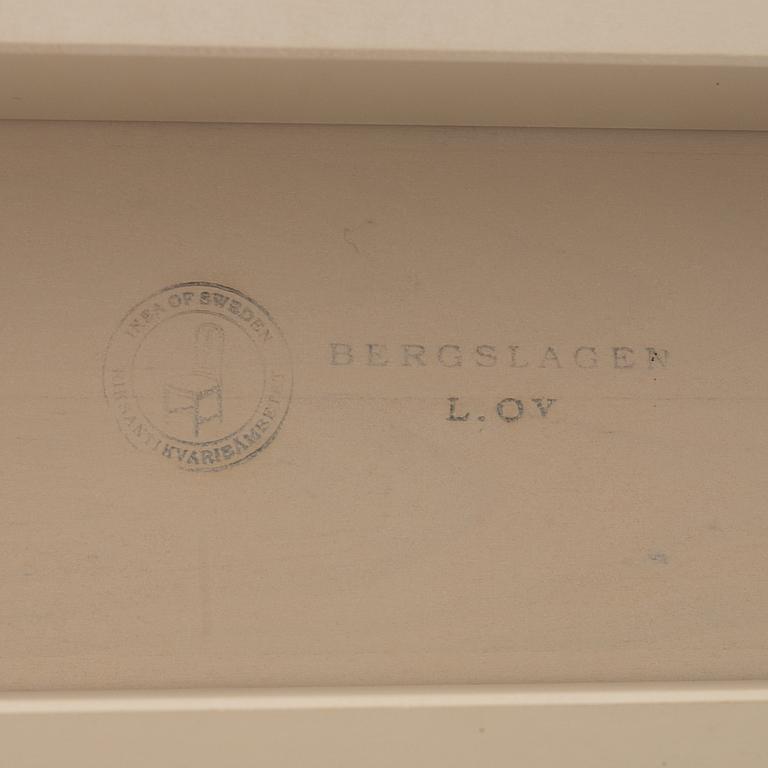 IKEA OF SWEDEN
RIKSANTIKVARIEÄMBETET
BERGSLAGEN
L. OV